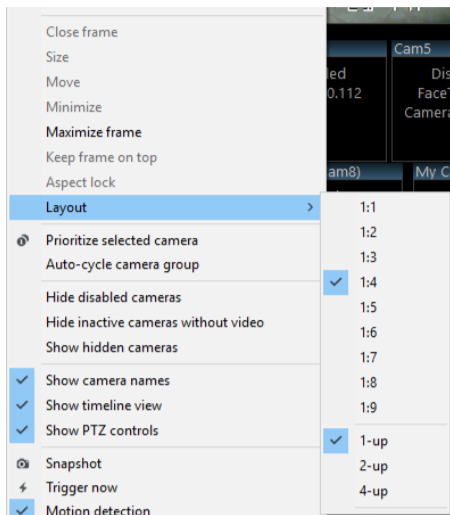 Close frame
Size
Move
Minimize
Maximize frame
Keep frame on top
Aspect lock
Layout
Prioritize selected camera
Auto-cycle camera group
Hide disabled cameras
Hide inactive cameras without video
Show hidden cameras
Show camera names
Show timeline view
Show PTZ controls
Snapshot
Trigger now
Motion detection
1:1
1:2
1:3
1:4
1:5
1:6
1:7
1:8
1:9
1-up
2-up
4-up
Cam5
led
0.112
Dis
Face
Camera
am8)
My C